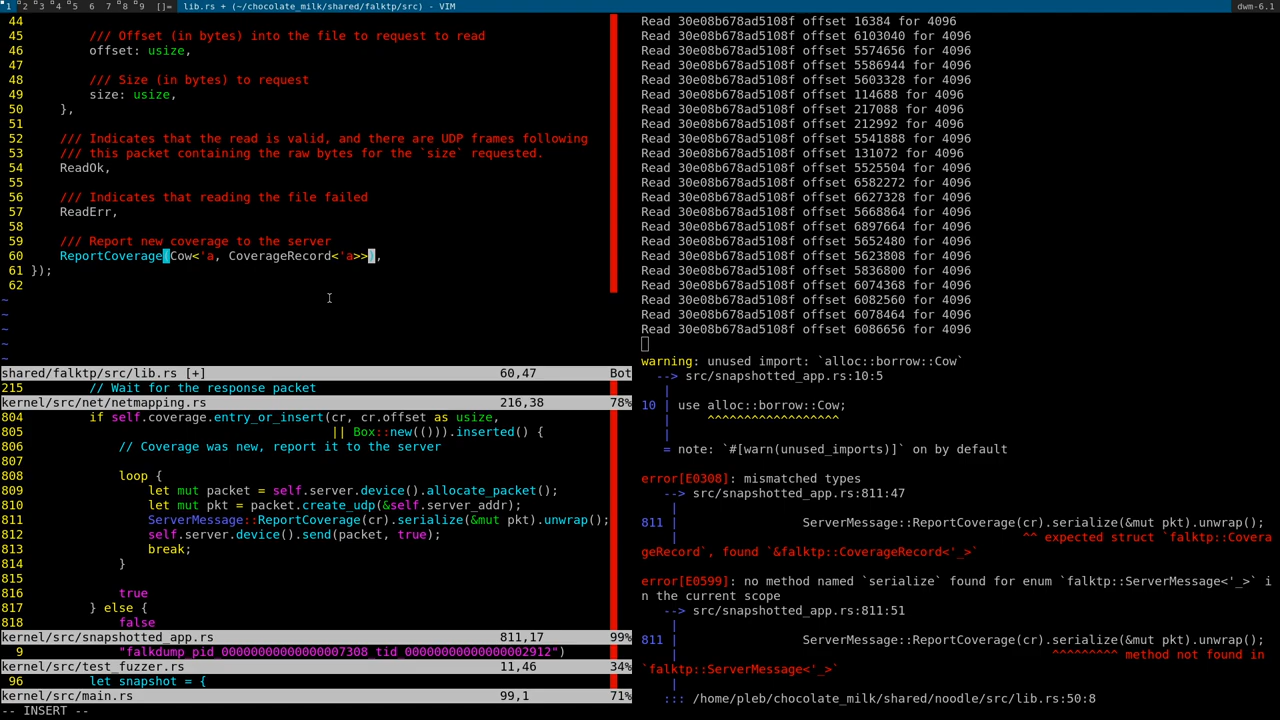 1 2 3 4 5 6 7 8 9 []= lib.rs + (~/chocolate_milk/shared/falktp/src) - VIM dwm-6.1
44
45 /// Offset (in bytes) into the file to request to read
46 offset: usize,
47
48 /// Size (in bytes) to request
49 size: usize,
50 },
51
52 /// Indicates that the read is valid, and there are UDP frames following
53 /// this packet containing the raw bytes for the `size` requested.
54 ReadOk,
55
56 /// Indicates that reading the file failed
57 ReadErr,
58
59 /// Report new coverage to the server
60 ReportCoverage(Cow<'a, CoverageRecord<'a>>),
61 });
62
~
~
~
~
~
shared/falktp/src/lib.rs [+] 60,47 Bot
215 // Wait for the response packet
kernel/src/net/netmapping.rs 216,38 78%
804 if self.coverage.entry_or_insert(cr, cr.offset as usize,
805 || Box::new(())).inserted() {
806 // Coverage was new, report it to the server
807
808 loop {
809 let mut packet = self.server.device().allocate_packet();
810 let mut pkt = packet.create_udp(&self.server_addr);
811 ServerMessage::ReportCoverage(cr).serialize(&mut pkt).unwrap();
812 self.server.device().send(packet, true);
813 break;
814 }
815
816 true
817 } else {
818 false
kernel/src/snapshotted_app.rs 811,17 99%
9 "falkdump_pid_00000000000000007308_tid_00000000000000002912")
kernel/src/test_fuzzer.rs 11,46 34%
96 let snapshot = {
kernel/src/main.rs 99,1 71%
-- INSERT --
Read 30e08b678ad5108f offset 16384 for 4096
Read 30e08b678ad5108f offset 6103040 for 4096
Read 30e08b678ad5108f offset 5574656 for 4096
Read 30e08b678ad5108f offset 5586944 for 4096
Read 30e08b678ad5108f offset 5603328 for 4096
Read 30e08b678ad5108f offset 114688 for 4096
Read 30e08b678ad5108f offset 217088 for 4096
Read 30e08b678ad5108f offset 212992 for 4096
Read 30e08b678ad5108f offset 5541888 for 4096
Read 30e08b678ad5108f offset 131072 for 4096
Read 30e08b678ad5108f offset 5525504 for 4096
Read 30e08b678ad5108f offset 6582272 for 4096
Read 30e08b678ad5108f offset 6627328 for 4096
Read 30e08b678ad5108f offset 5668864 for 4096
Read 30e08b678ad5108f offset 6897664 for 4096
Read 30e08b678ad5108f offset 5652480 for 4096
Read 30e08b678ad5108f offset 5623808 for 4096
Read 30e08b678ad5108f offset 5836800 for 4096
Read 30e08b678ad5108f offset 6074368 for 4096
Read 30e08b678ad5108f offset 6082560 for 4096
Read 30e08b678ad5108f offset 6078464 for 4096
Read 30e08b678ad5108f offset 6086656 for 4096
warning: unused import: `alloc::borrow::Cow`
--> src/snapshotted_app.rs:10:5
|
10 | use alloc::borrow::Cow;
| ^^^^^^^^^^^^^^^^^^
|
= note: `#[warn(unused_imports)]` on by default
error[E0308]: mismatched types
--> src/snapshotted_app.rs:811:47
|
811 | ServerMessage::ReportCoverage(cr).serialize(&mut pkt).unwrap();
| ^^ expected struct `falktp::Covera
geRecord`, found `&falktp::CoverageRecord<'_>`
error[E0599]: no method named `serialize` found for enum `falktp::ServerMessage<'_>` i
n the current scope
--> src/snapshotted_app.rs:811:51
|
811 | ServerMessage::ReportCoverage(cr).serialize(&mut pkt).unwrap();
| ^^^^^^^^^ method not found in
`falktp::ServerMessage<'_>`
|
::: /home/pleb/chocolate_milk/shared/noodle/src/lib.rs:50:8